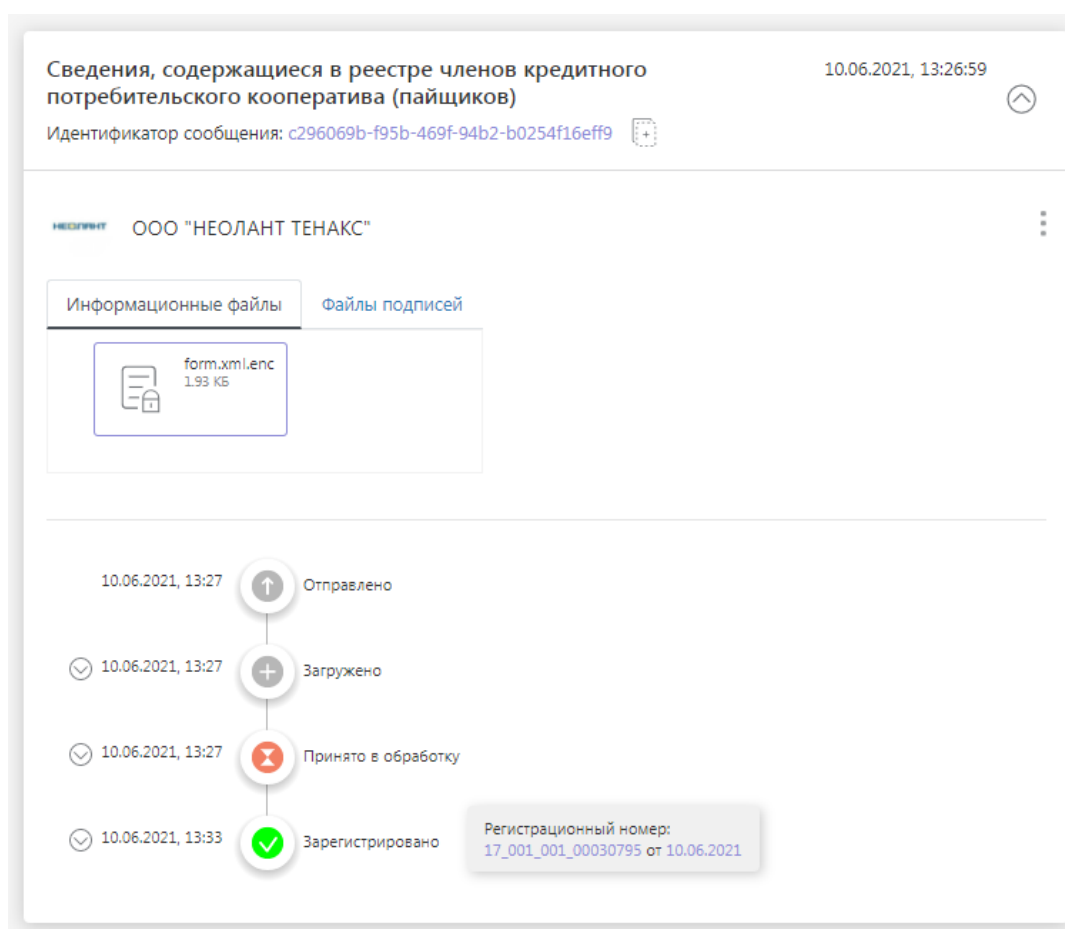 Сведения, содержащиеся в реестре членов кредитного
потребительского кооператива (пайщиков)
10.06.2021, 13:26:59
Идентификатор сообщения: c296069b-f95b-469f-94b2-b0254f16eff9
НЕОЛАНТ
ООО "НЕОЛАНТ ТЕНАКС"
Информационные файлы
Файлы подписей
form.xml.enc
1.93 КБ
10.06.2021, 13:27 Отправлено
10.06.2021, 13:27 Загружено
10.06.2021, 13:27 Принято в обработку
10.06.2021, 13:33 Зарегистрировано
Регистрационный номер:
17_001_001_00030795 от 10.06.2021